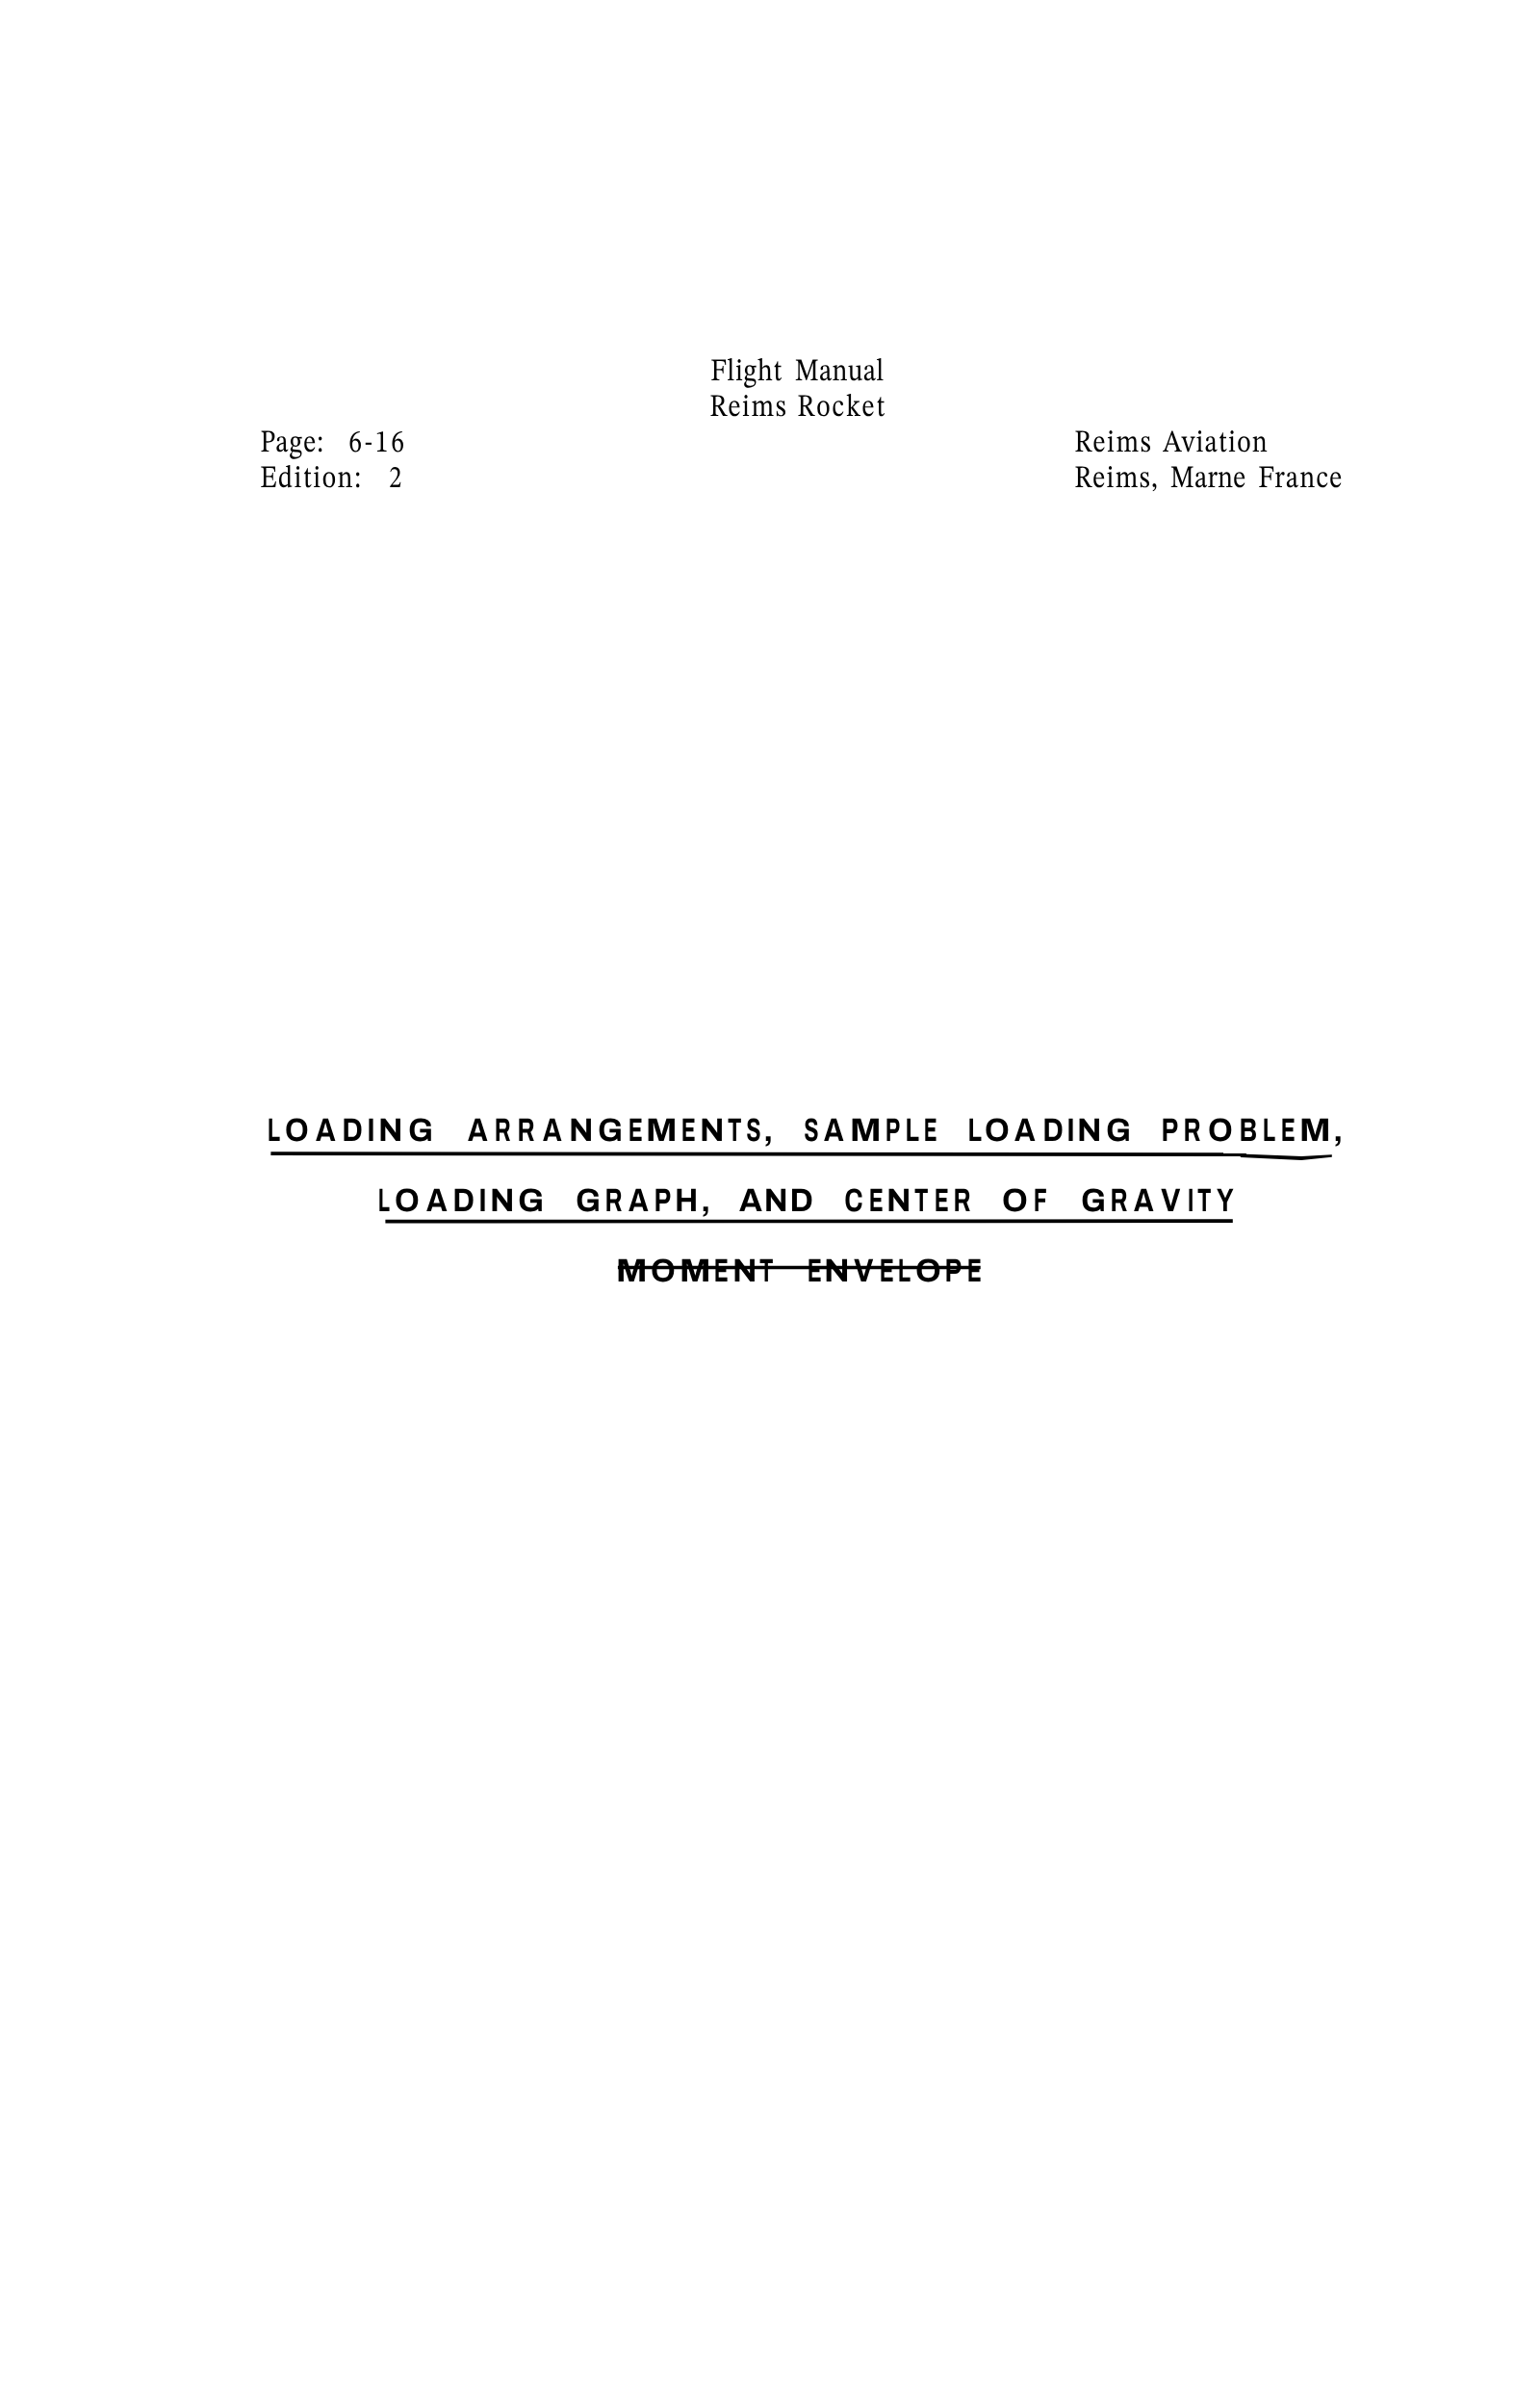 Flight Manual
Reims Rocket
Page: 6-16
Reims Aviation
Edition: 2
Reims, Marne France
LOADING ARRANGEMENTS, SAMPLE LOADING PROBLEM,
LOADING GRAPH, AND CENTER OF GRAVITY
MOMENT ENVELOPE